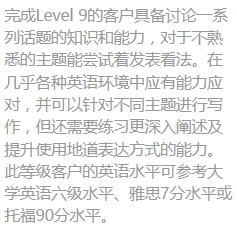 完成Level 9的客户具备讨论一系
列话题的知识和能力，对于不熟
悉的主题能尝试着发表看法。在
几乎各种英语环境中应有能力应
对，并可以针对不同主题进行写
作，但还需要练习更深入阐述及
提升使用地道表达方式的能力。
此等级客户的英语水平可参考大
学英语六级水平、雅思7分水平或
托福90分水平。